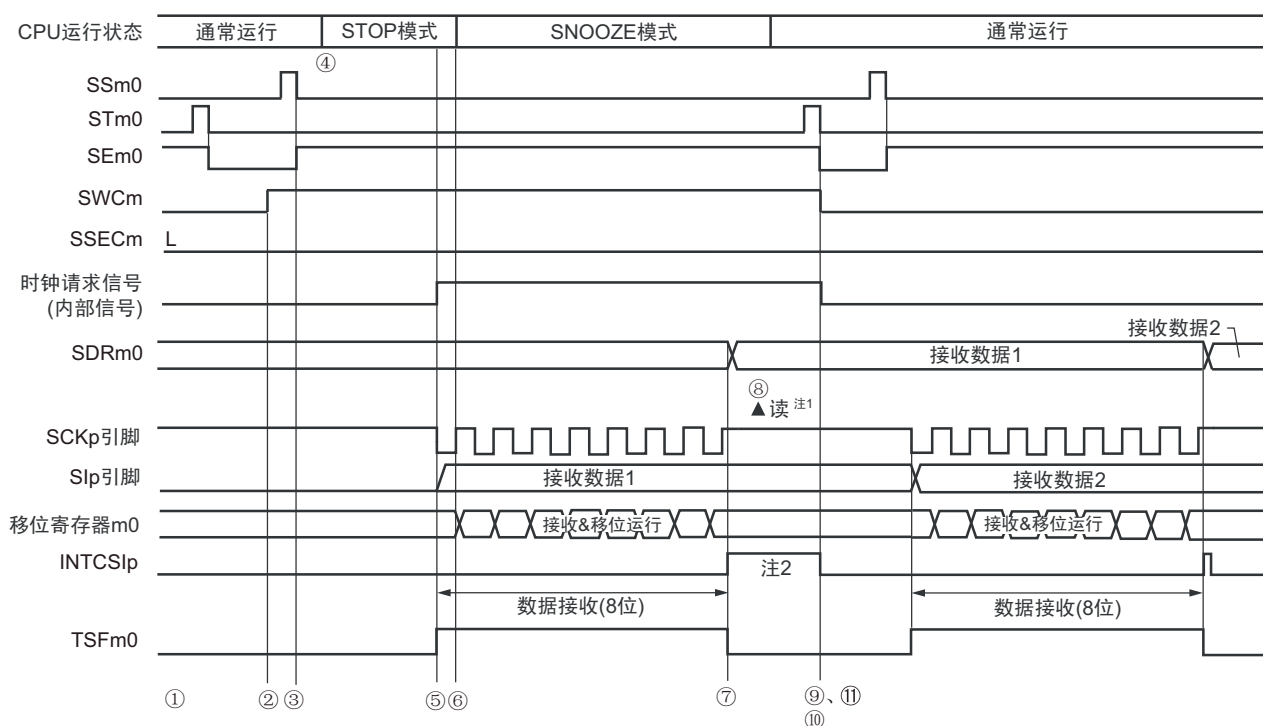 CPU运行状态 通常运行 STOP模式 SNOOZE模式 通常运行
④
SSm0
STm0
SEm0
SWCm
SSECm L
时钟请求信号
(内部信号)
接收数据2
SDRm0 接收数据1
⑧
▲读 注1
SCKp引脚
SIp引脚 接收数据1 接收数据2
移位寄存器m0 接收&移位运行 接收&移位运行
INTCSIp 注2
数据接收(8位) 数据接收(8位)
TSFm0
① ② ③ ⑤ ⑥ ⑦ ⑨、⑪
⑩